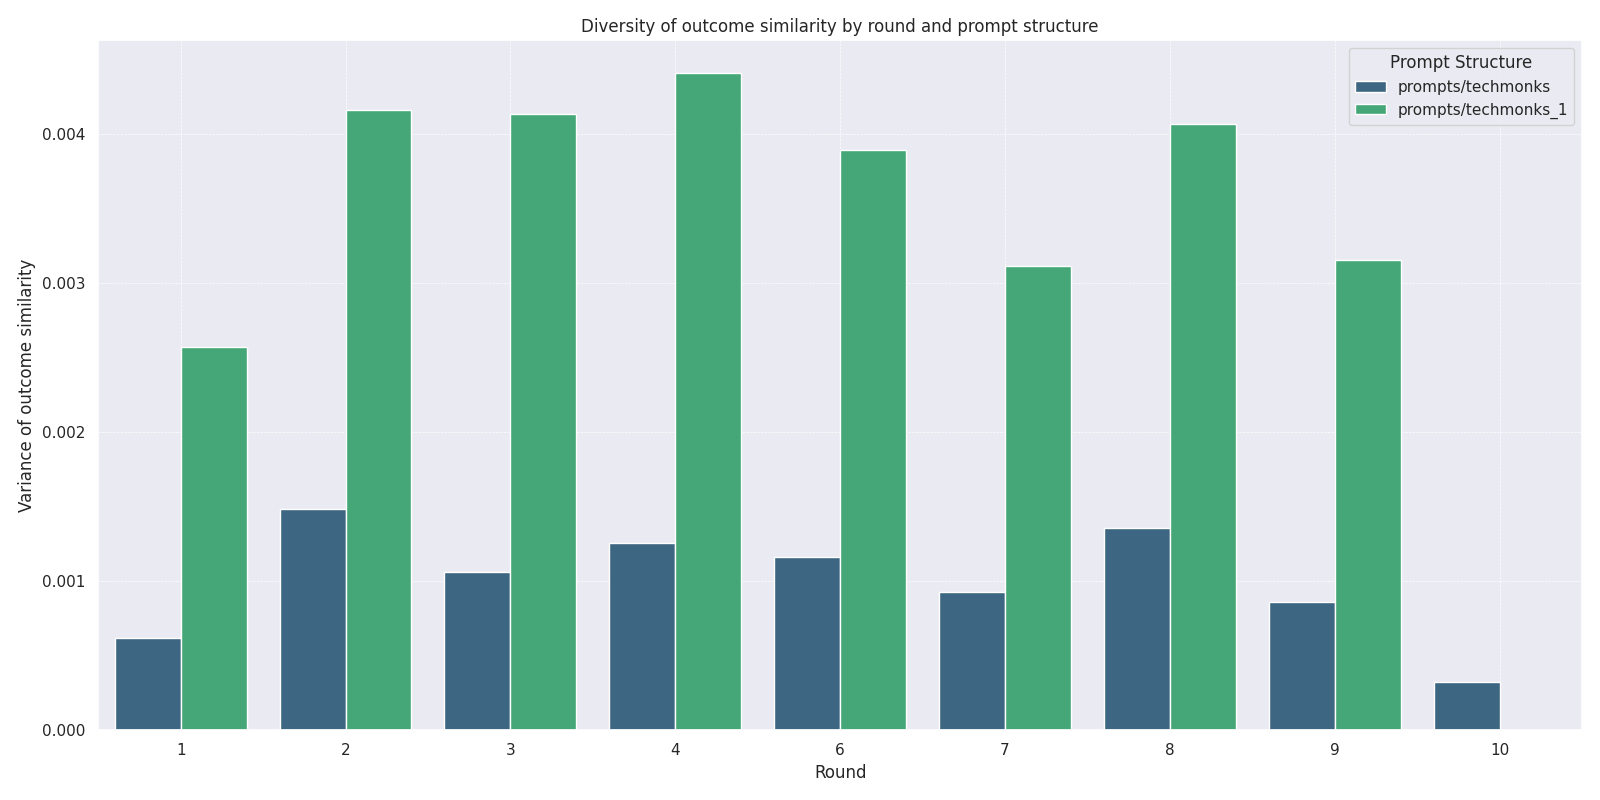 Diversity of outcome similarity by round and prompt structure
Prompt Structure
prompts/techmonks
prompts/techmonks_1
Variance of outcome similarity
0.004
0.003
0.002
0.001
0.000
1 2 3 4 6 7 8 9 10
Round